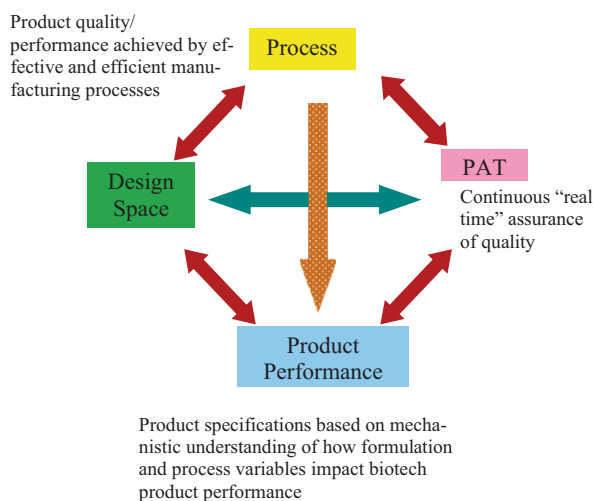 Product quality/
performance achieved by ef-
fective and efficient manu-
facturing processes
Process
Design
Space
PAT
Continuous “real
time” assurance
of quality
Product
Performance
Product specifications based on mecha-
nistic understanding of how formulation
and process variables impact biotech
product performance